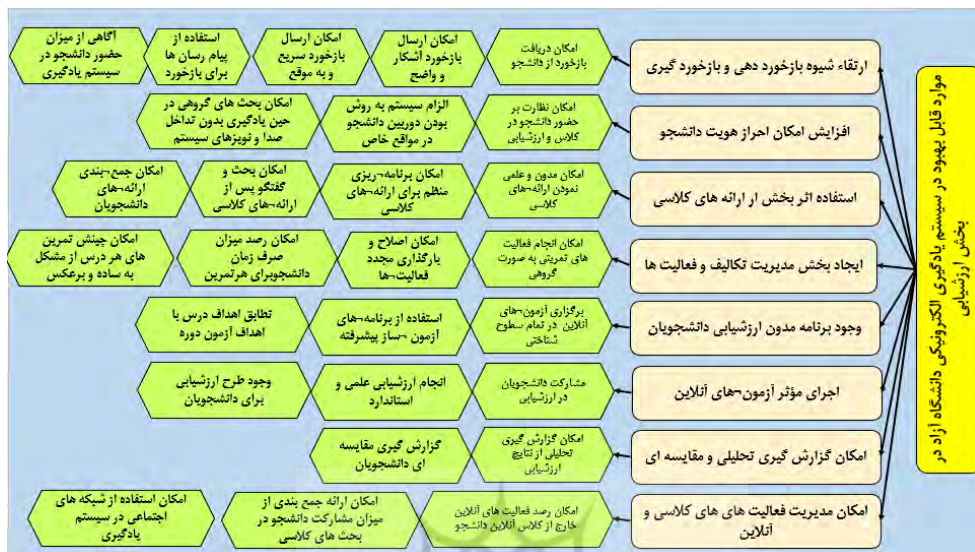 موارد قابل بهبود در سیستم یادگیری الکترونیکی دانشگاه آزاد در
بخش ارزشیابی
ارتقاء شیوه بازخورد دهی و بازخورد گیری
امکان دریافت
بازخورد از دانشجو
امکان ارسال
بازخورد آشکار
و واضح
امکان ارسال
بازخورد سریع
و به موقع
استفاده از
پیام رسان ها
برای بازخورد
آگاهی از میزان
حضور دانشجو در
سیستم یادگیری
افزایش امکان احراز هویت دانشجو
امکان نظارت بر
حضور دانشجو در
کلاس و ارزشیابی
الزام سیستم به روش
بودن دوربین دانشجو
در مواقع خاص
امکان بحث های گروهی در
حین یادگیری بدون تداخل
صدا و نویزهای سیستم
استفاده اثر بخش از ارائه های کلاسی
امکان مدون و علمی
نمودن ارائه¬های
کلاسی
امکان برنامه¬ریزی
منظم برای ارائه¬های
کلاسی
امکان بحث و
گفتگو پس از
ارائه¬های کلاسی
امکان جمع¬بندی
ارائه¬های
دانشجویان
ایجاد بخش مدیریت تکالیف و فعالیت ها
امکان انجام فعالیت
های تمرینی به صورت
گروهی
امکان اصلاح و
بارگذاری مجدد
فعالیت¬ها
امکان رصد میزان
صرف زمان
دانشجوبرای هرتمرین
امکان چینش تمرین
های هر درس از مشکل
به ساده و برعکس
وجود برنامه مدون ارزشیابی دانشجویان
برگزاری آزمون¬های
آنلاین در تمام سطوح
شناختی
استفاده از برنامه¬های
آزمون ¬ساز پیشرفته
تطابق اهداف درس با
اهداف آزمون دوره
اجرای مؤثر آزمون¬های آنلاین
مشارکت دانشجویان
در ارزشیابی
انجام ارزشیابی علمی و
استاندارد
وجود طرح ارزشیابی
برای دانشجویان
امکان گزارش گیری تحلیلی و مقایسه ای
امکان گزارش گیری
تحلیلی از نتایج
ارزشیابی
گزارش گیری مقایسه
ای دانشجویان
امکان مدیریت فعالیت های های کلاسی و
آنلاین
امکان رصد فعالیت های آنلاین
خارج از کلاس آنلاین دانشجو
امکان ارائه جمع بندی از
میزان مشارکت دانشجو در
بحث های کلاسی
امکان استفاده از شبکه های
اجتماعی در سیستم
یادگیری